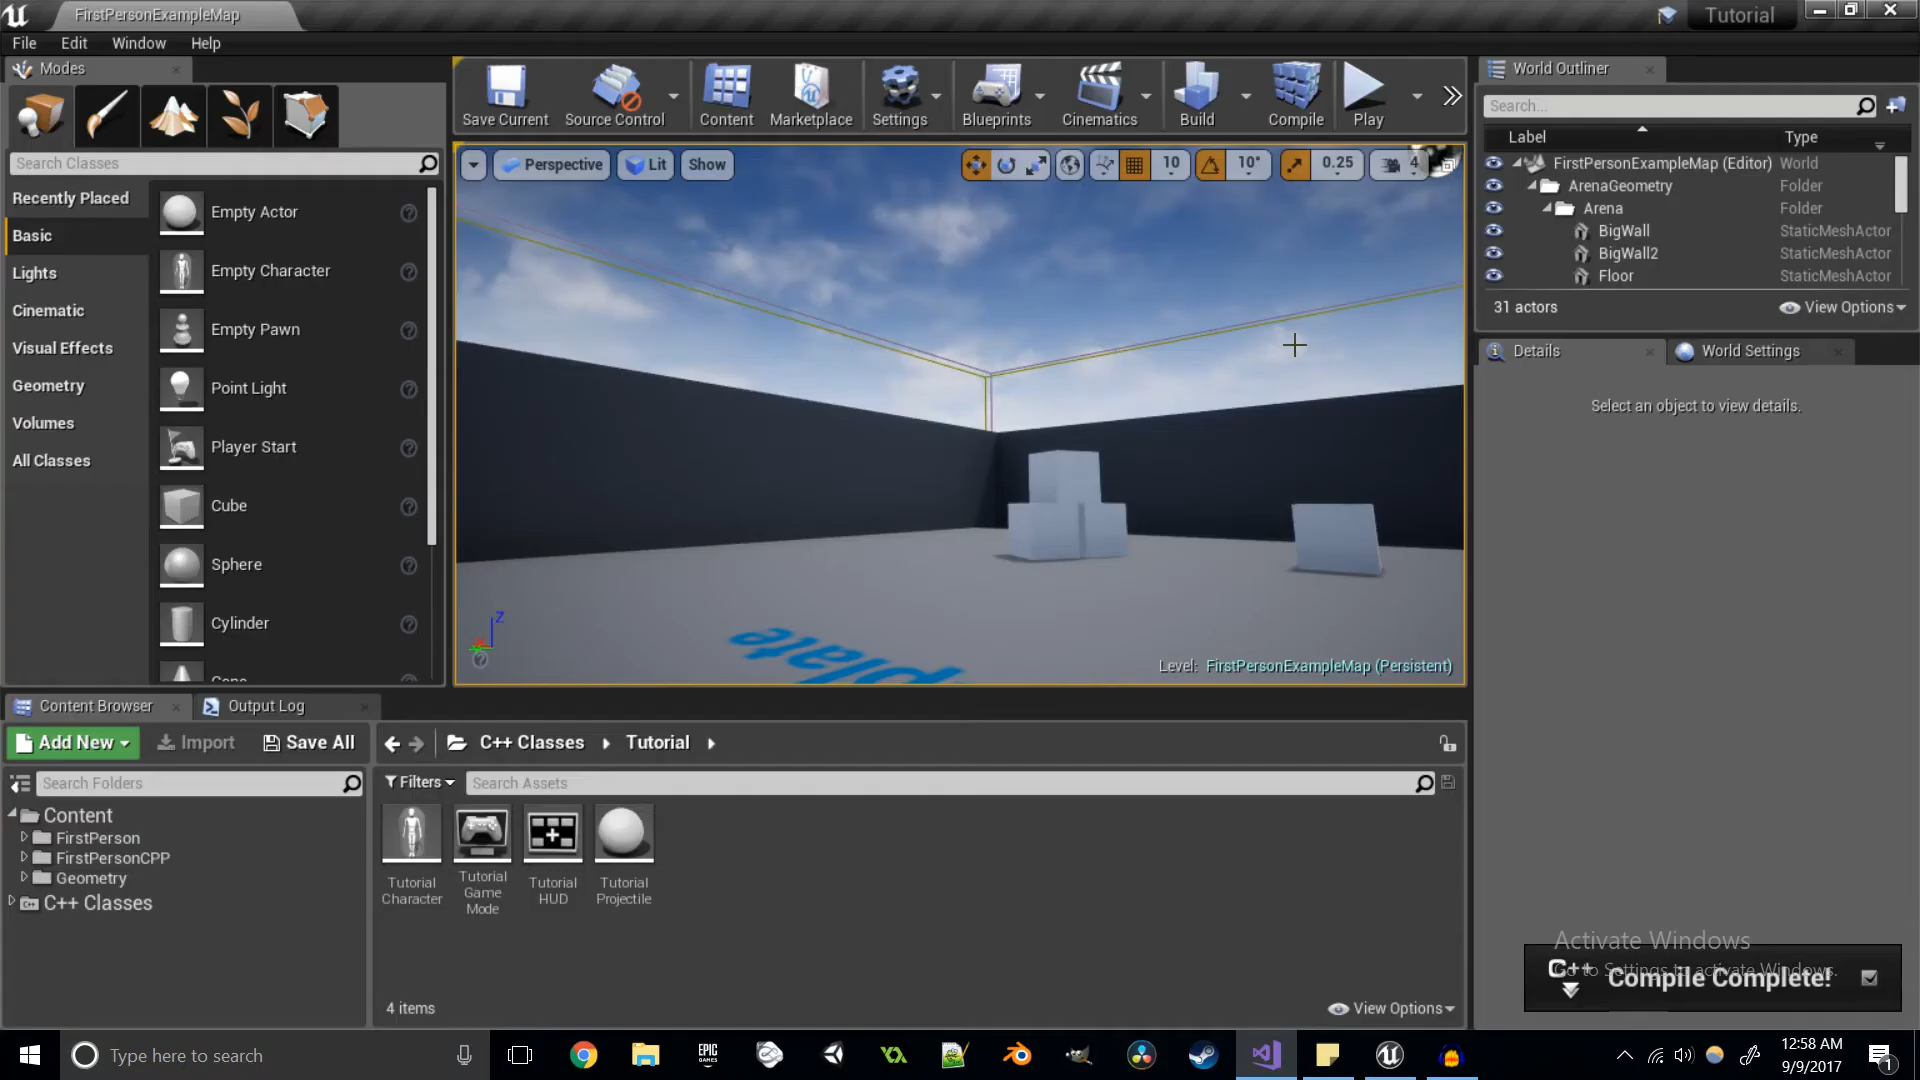 FirstPersonExampleMap
Tutorial
File Edit Window Help
Modes
Search Classes
Recently Placed
Basic
Lights
Cinematic
Visual Effects
Geometry
Volumes
All Classes
Empty Actor
Empty Character
Empty Pawn
Point Light
Player Start
Cube
Sphere
Cylinder
Cone
Save Current
Source Control
Content
Marketplace
Settings
Blueprints
Cinematics
Build
Compile
Play
Perspective
Lit
Show
10
10°
0.25
4
plate
Z
Level: FirstPersonExampleMap (Persistent)
World Outliner
Search...
Label Type
FirstPersonExampleMap (Editor) World
ArenaGeometry Folder
Arena Folder
BigWall StaticMeshActor
BigWall2 StaticMeshActor
Floor StaticMeshActor
31 actors
View Options
Details
World Settings
Select an object to view details.
Content Browser
Output Log
Add New
Import
Save All
C++ Classes
Tutorial
Search Folders
Filters
Search Assets
Content
FirstPerson
FirstPersonCPP
Geometry
C++ Classes
Tutorial
Character
Tutorial
Game
Mode
Tutorial
HUD
Tutorial
Projectile
4 items
View Options
Activate Windows
Go to Settings to activate Windows.
C++
Compile Complete!
Type here to search
EPIC
GAMES
12:58 AM
9/9/2017
1